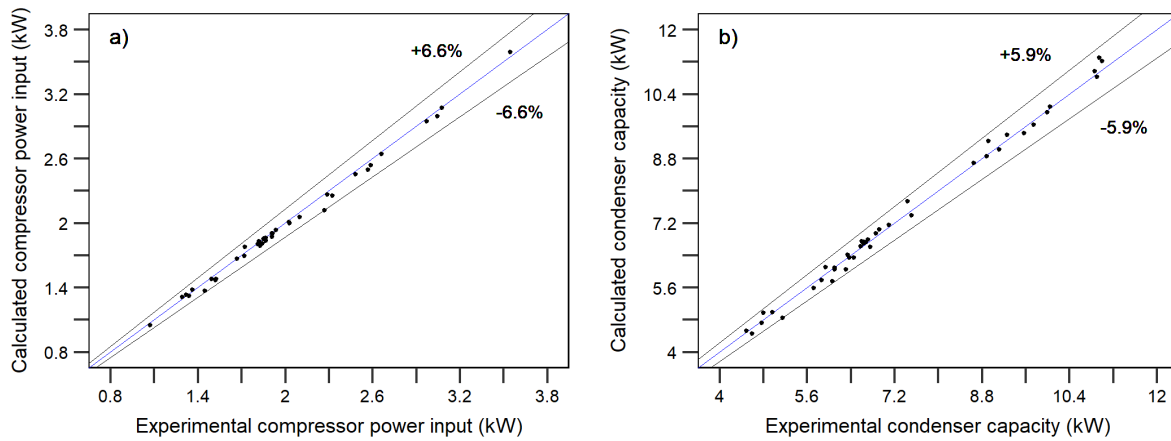 a)
+6.6%
-6.6%
3.8
3.2
2.6
2
1.4
0.8
Calculated compressor power input (kW)
0.8 1.4 2 2.6 3.2 3.8
Experimental compressor power input (kW)
b)
+5.9%
-5.9%
12
10.4
8.8
7.2
5.6
4
Calculated condenser capacity (kW)
4 5.6 7.2 8.8 10.4 12
Experimental condenser capacity (kW)